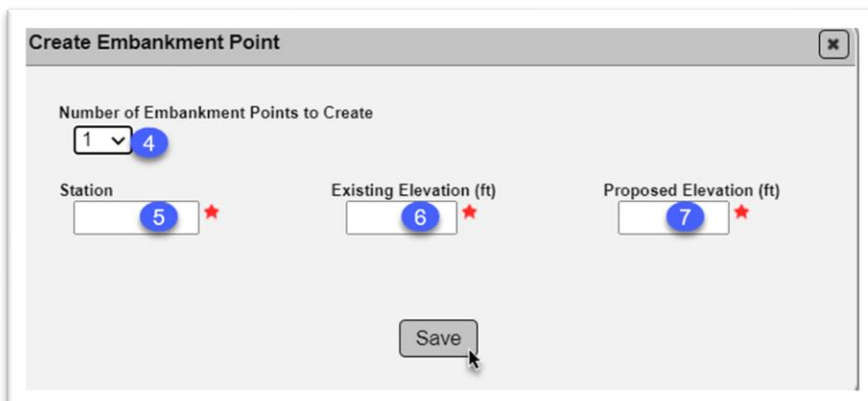 Create Embankment Point
Number of Embankment Points to Create
1 4
Station Existing Elevation (ft) Proposed Elevation (ft)
5 6 7
Save